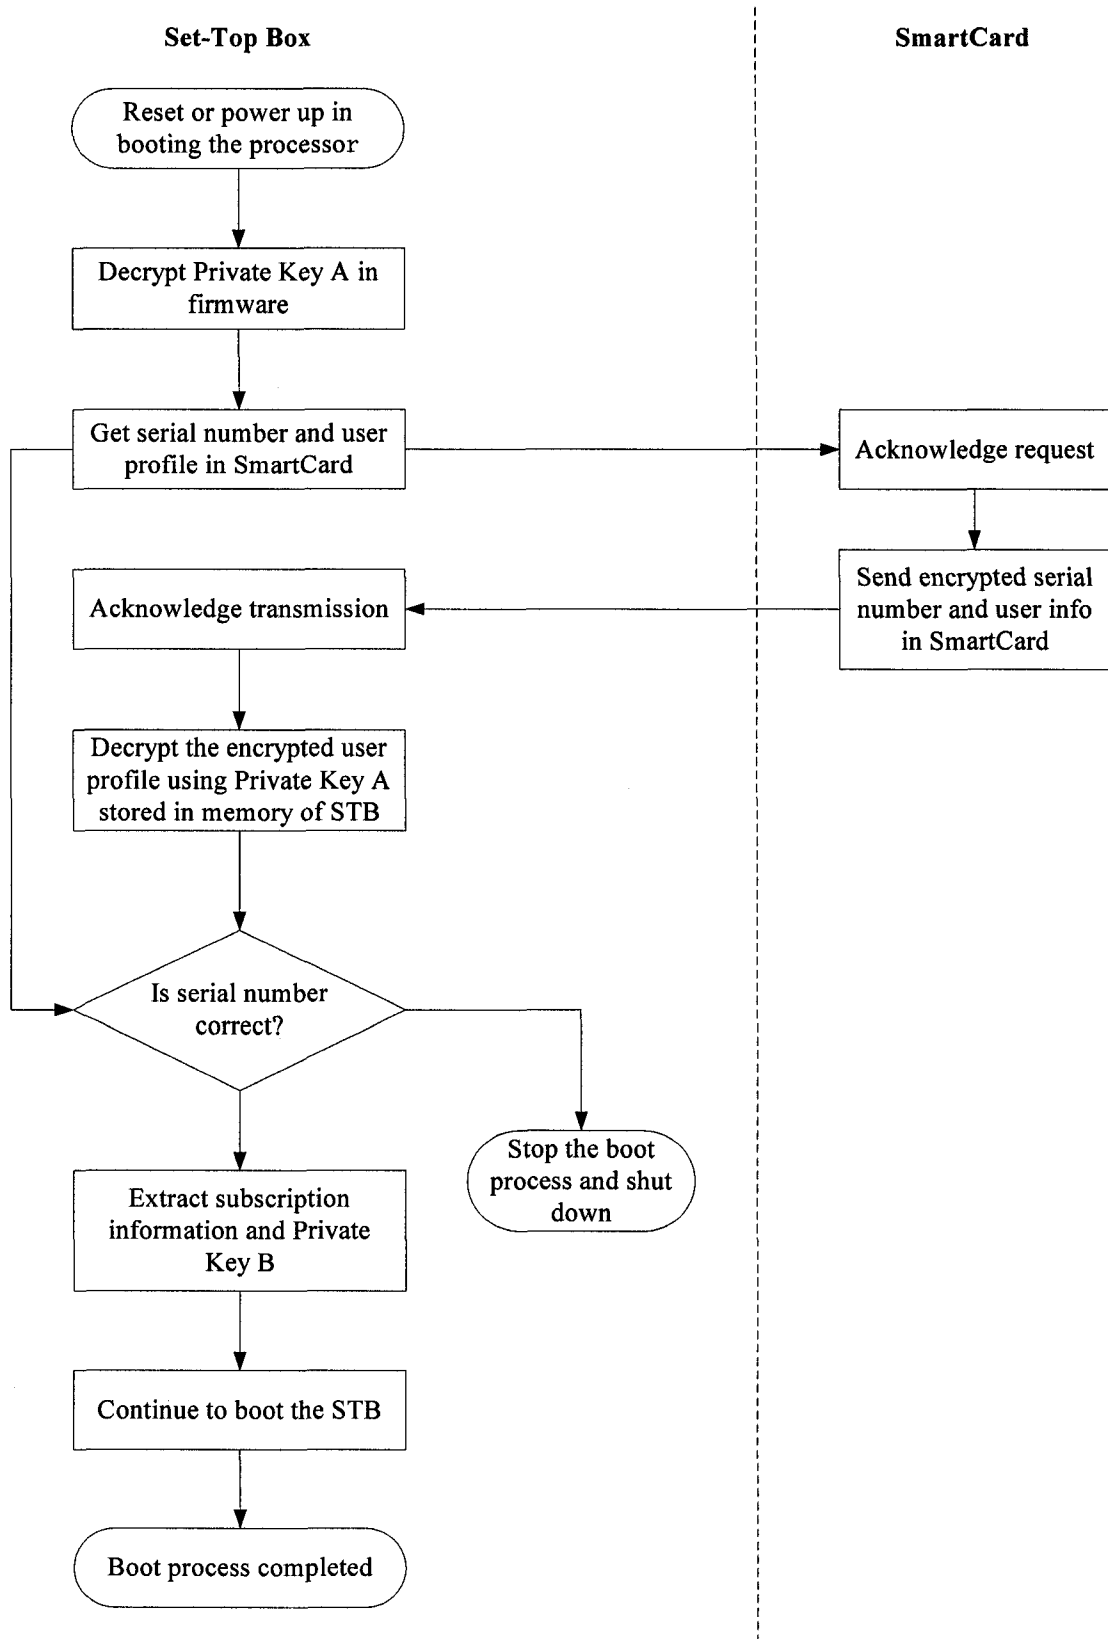 Set-Top Box
SmartCard
Reset or power up in
booting the processor
Decrypt Private Key A in
firmware
Get serial number and user
profile in SmartCard
Acknowledge request
Send encrypted serial
number and user info
in SmartCard
Acknowledge transmission
Decrypt the encrypted user
profile using Private Key A
stored in memory of STB
Is serial number
correct?
Stop the boot
process and shut
down
Extract subscription
information and Private
Key B
Continue to boot the STB
Boot process completed